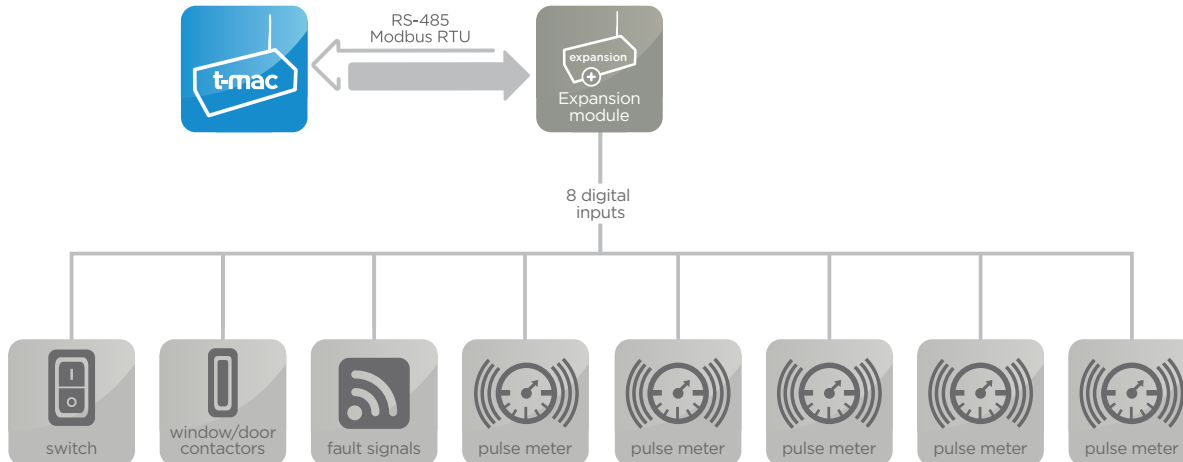 t-mac
RS-485
Modbus RTU
expansion
Expansion
module
8 digital
inputs
switch
window/door
contactors
fault signals
pulse meter
pulse meter
pulse meter
pulse meter
pulse meter